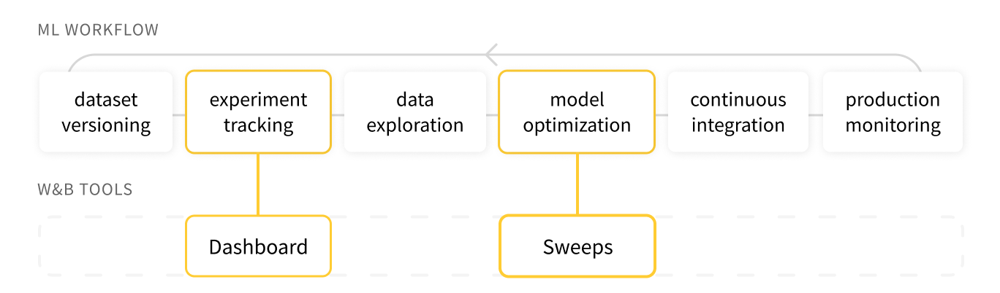 ML WORKFLOW
dataset
versioning
experiment
tracking
data
exploration
model
optimization
continuous
integration
production
monitoring
W&B TOOLS
Dashboard
Sweeps